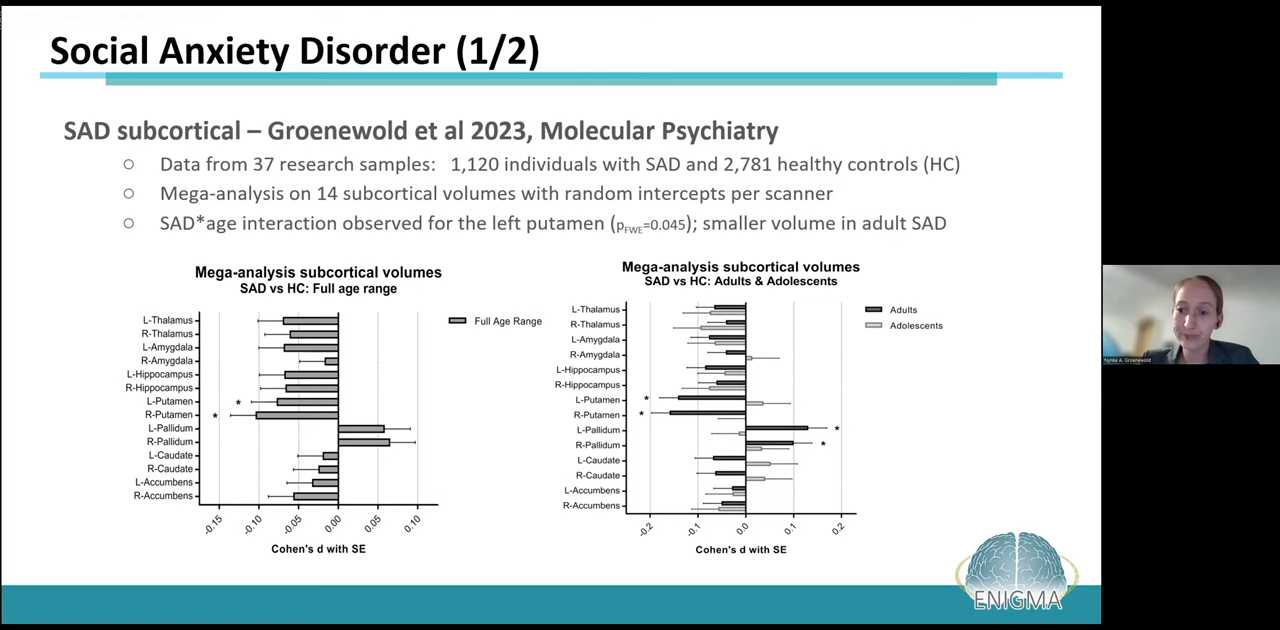 Social Anxiety Disorder (1/2)
SAD subcortical – Groenewold et al 2023, Molecular Psychiatry
○ Data from 37 research samples: 1,120 individuals with SAD and 2,781 healthy controls (HC)
○ Mega-analysis on 14 subcortical volumes with random intercepts per scanner
○ SAD*age interaction observed for the left putamen (pFWE=0.045); smaller volume in adult SAD
Mega-analysis subcortical volumes
SAD vs HC: Full age range
L-Thalamus
R-Thalamus
L-Amygdala
R-Amygdala
L-Hippocampus
R-Hippocampus
L-Putamen *
R-Putamen *
L-Pallidum
R-Pallidum
L-Caudate
R-Caudate
L-Accumbens
R-Accumbens
-0.15 -0.10 -0.05 0.00 0.05 0.10
Cohen's d with SE
Full Age Range
Mega-analysis subcortical volumes
SAD vs HC: Adults & Adolescents
L-Thalamus
R-Thalamus
L-Amygdala
R-Amygdala
L-Hippocampus
R-Hippocampus
L-Putamen *
R-Putamen *
L-Pallidum *
R-Pallidum *
L-Caudate
R-Caudate
L-Accumbens
R-Accumbens
-0.2 -0.1 0.0 0.1 0.2
Cohen's d with SE
Adults
Adolescents
ENIGMA
Nynke A. Groenewold